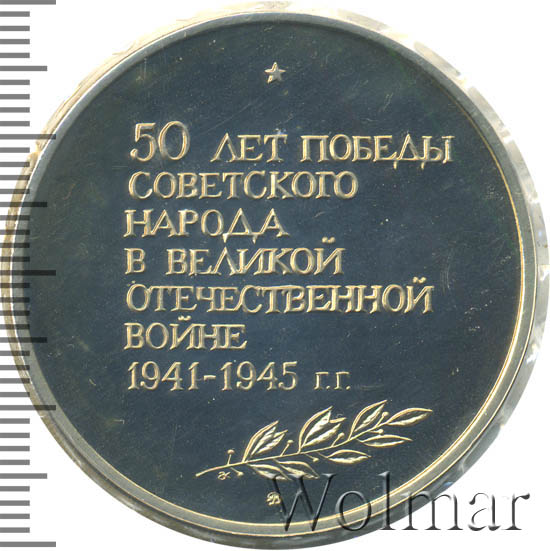 50 ЛЕТ ПОБЕДЫ
СОВЕТСКОГО
НАРОДА
В ВЕЛИКОЙ
ОТЕЧЕСТВЕННОЙ
ВОЙНЕ
1941-1945 г.г.
Wolmar